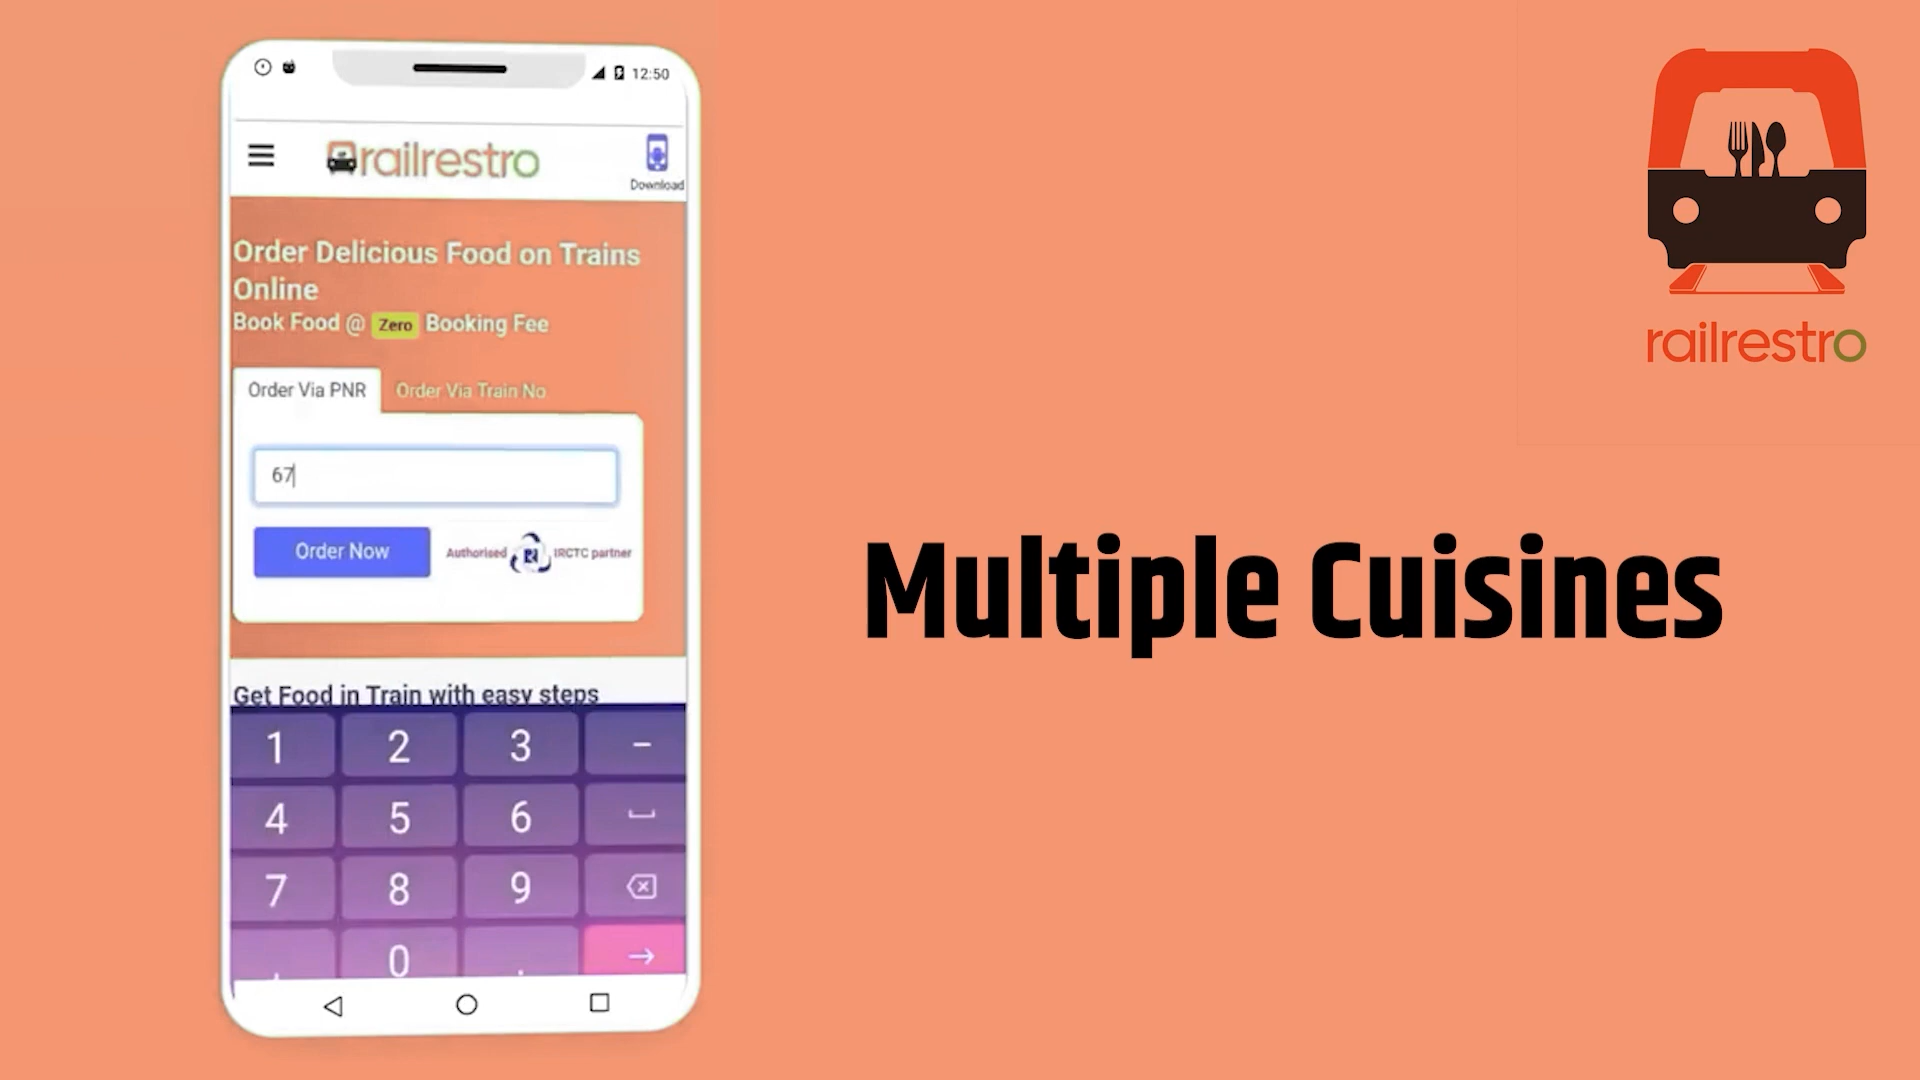 12:50
railrestro
Download
Order Delicious Food on Trains
Online
Book Food @ Zero Booking Fee
Order Via PNR
Order Via Train No
67
Order Now
Authorised IRCTC partner
Get Food in Train with easy steps
1 2 3 –
4 5 6
7 8 9
0 .
railrestro
Multiple Cuisines